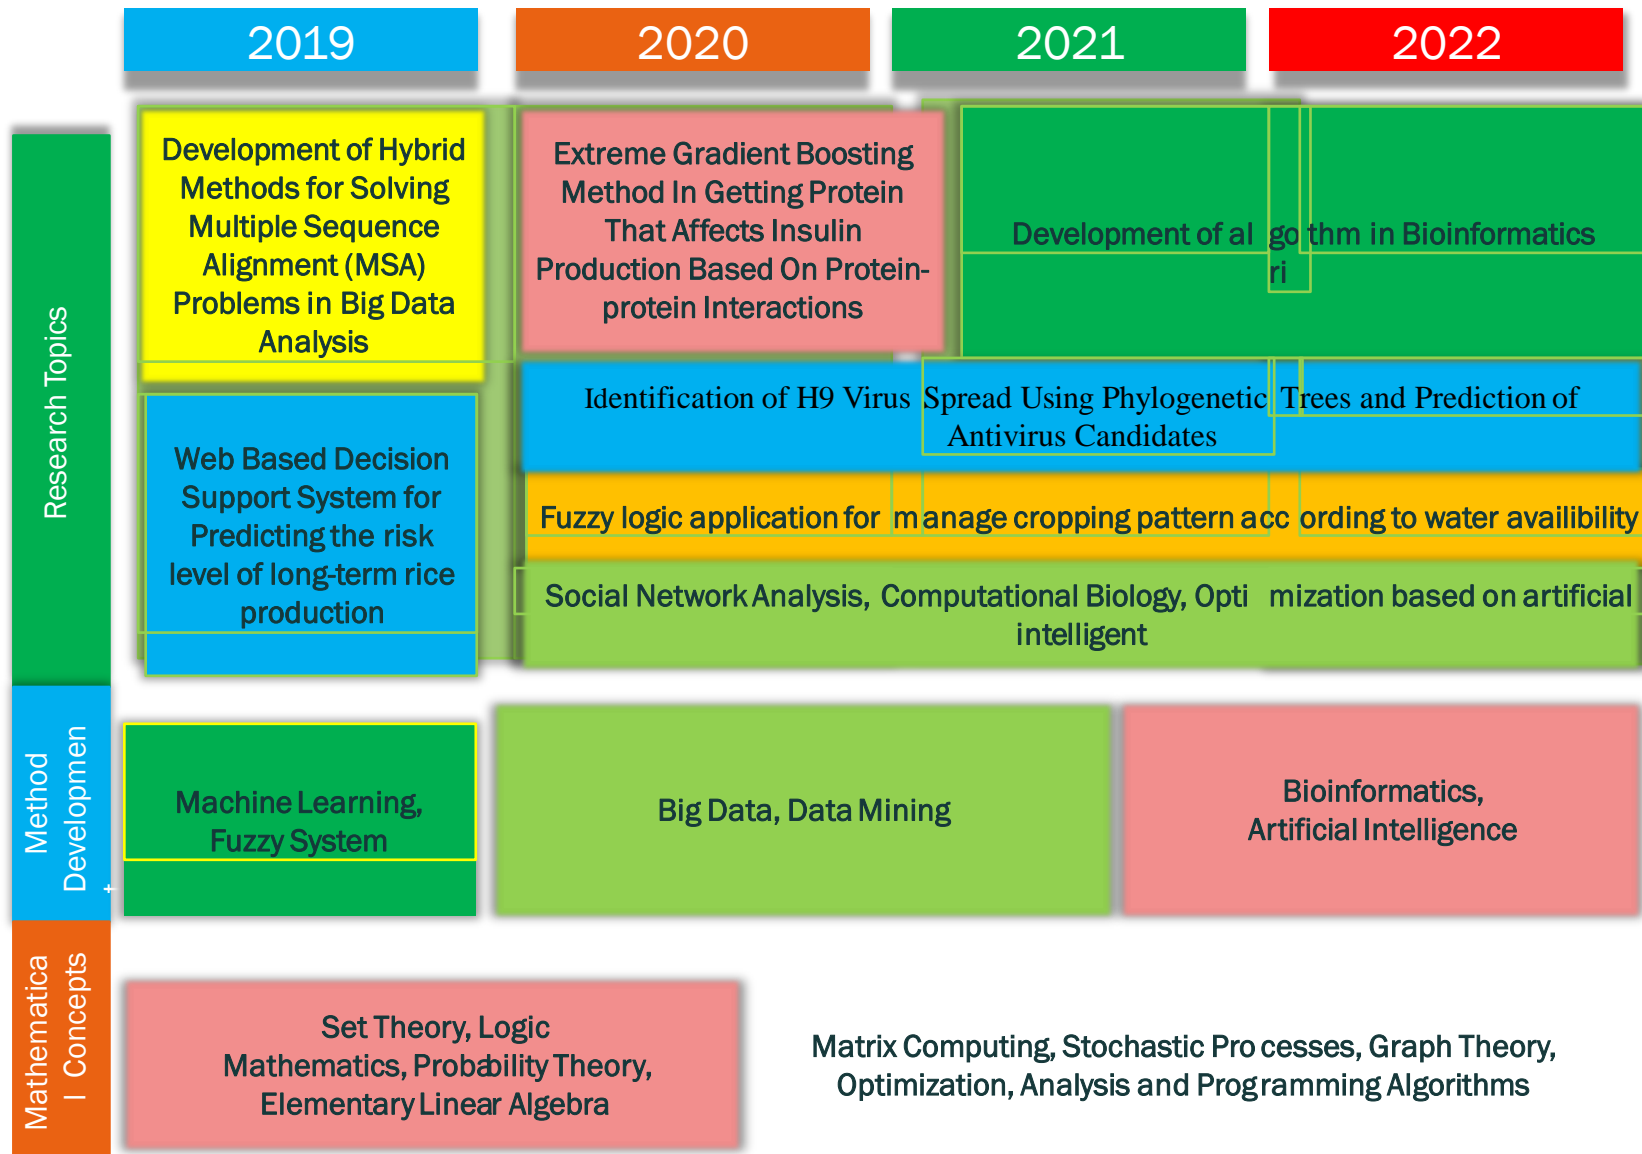 2019
2020
2021
2022
Research Topics
Development of Hybrid
Methods for Solving
Multiple Sequence
Alignment (MSA)
Problems in Big Data
Analysis
Extreme Gradient Boosting
Method In Getting Protein
That Affects Insulin
Production Based On Protein-
protein Interactions
Development of al go thm in Bioinformatics
ri
Web Based Decision
Support System for
Predicting the risk
level of long-term rice
production
Identification of H9 Virus Spread Using Phylogenetic Trees and Prediction of
Antivirus Candidates
Fuzzy logic application for manage cropping pattern acc ording to water availibility
Social Network Analysis, Computational Biology, Opti mization based on artificial
intelligent
Method
Developmen
t
Machine Learning,
Fuzzy System
Big Data, Data Mining
Bioinformatics,
Artificial Intelligence
Mathematica
l Concepts
Set Theory, Logic
Mathematics, Probability Theory,
Elementary Linear Algebra
Matrix Computing, Stochastic Pro cesses, Graph Theory,
Optimization, Analysis and Programming Algorithms